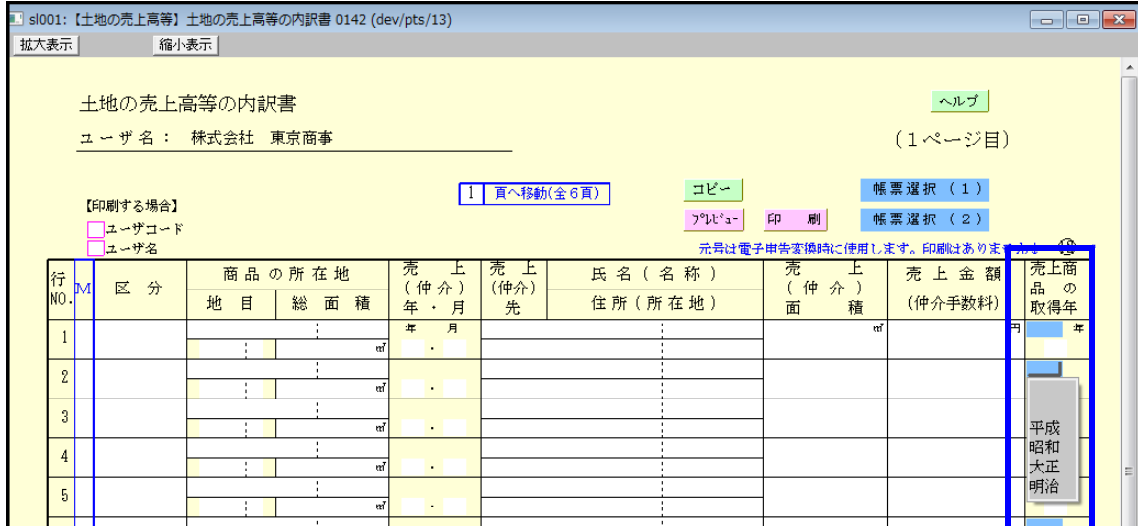 sl001:【土地の売上高等】土地の売上高等の内訳書 0142 (dev/pts/13)
拡大表示 縮小表示
土地の売上高等の内訳書
ヘルプ
ユーザ名： 株式会社 東京商事
(1ページ目)
1 頁へ移動(全6頁)
コピー
帳票選択 (1)
【印刷する場合】
ユーザコード
ﾌﾟﾚﾋﾞｭｰ 印 刷 帳票選択 (2)
ユーザ名
元号は電子申告変換時に使用します。印刷はありません
行NO. M 区 分 商品の所在地 売上(仲介)年・月 売上(仲介)先 氏名(名称) 売上(仲介)面積 売上金額(仲介手数料) 売上商品の取得年
地 目 総面積 住所(所在地)
1 年 月 ㎡ 円 年
㎡ ・
2
㎡ ・
3
㎡ ・
4
㎡ ・
5
㎡ ・
平成
昭和
大正
明治